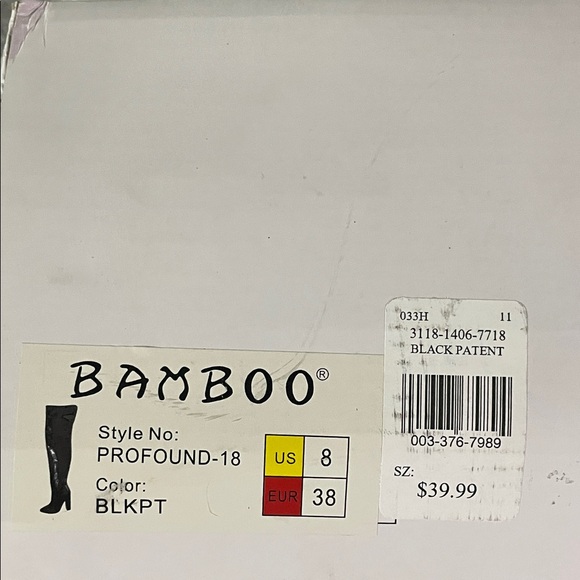 BAMBOO®
Style No:
PROFOUND-18
Color:
BLKPT
US 8
EUR 38
033H 11
3118-1406-7718
BLACK PATENT
003-376-7989
SZ:
$39.99